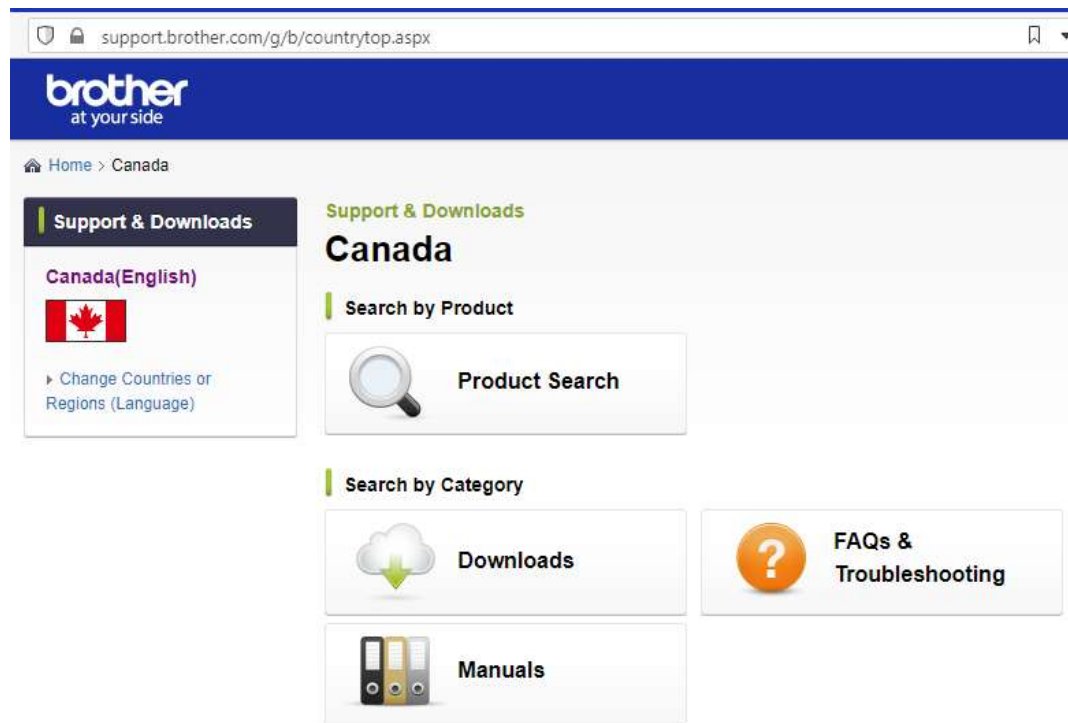 support.brother.com/g/b/countrytop.aspx
brother
at your side
Home > Canada
Support & Downloads
Canada(English)
Change Countries or
Regions (Language)
Support & Downloads
Canada
Search by Product
Product Search
Search by Category
Downloads
FAQs &
Troubleshooting
Manuals